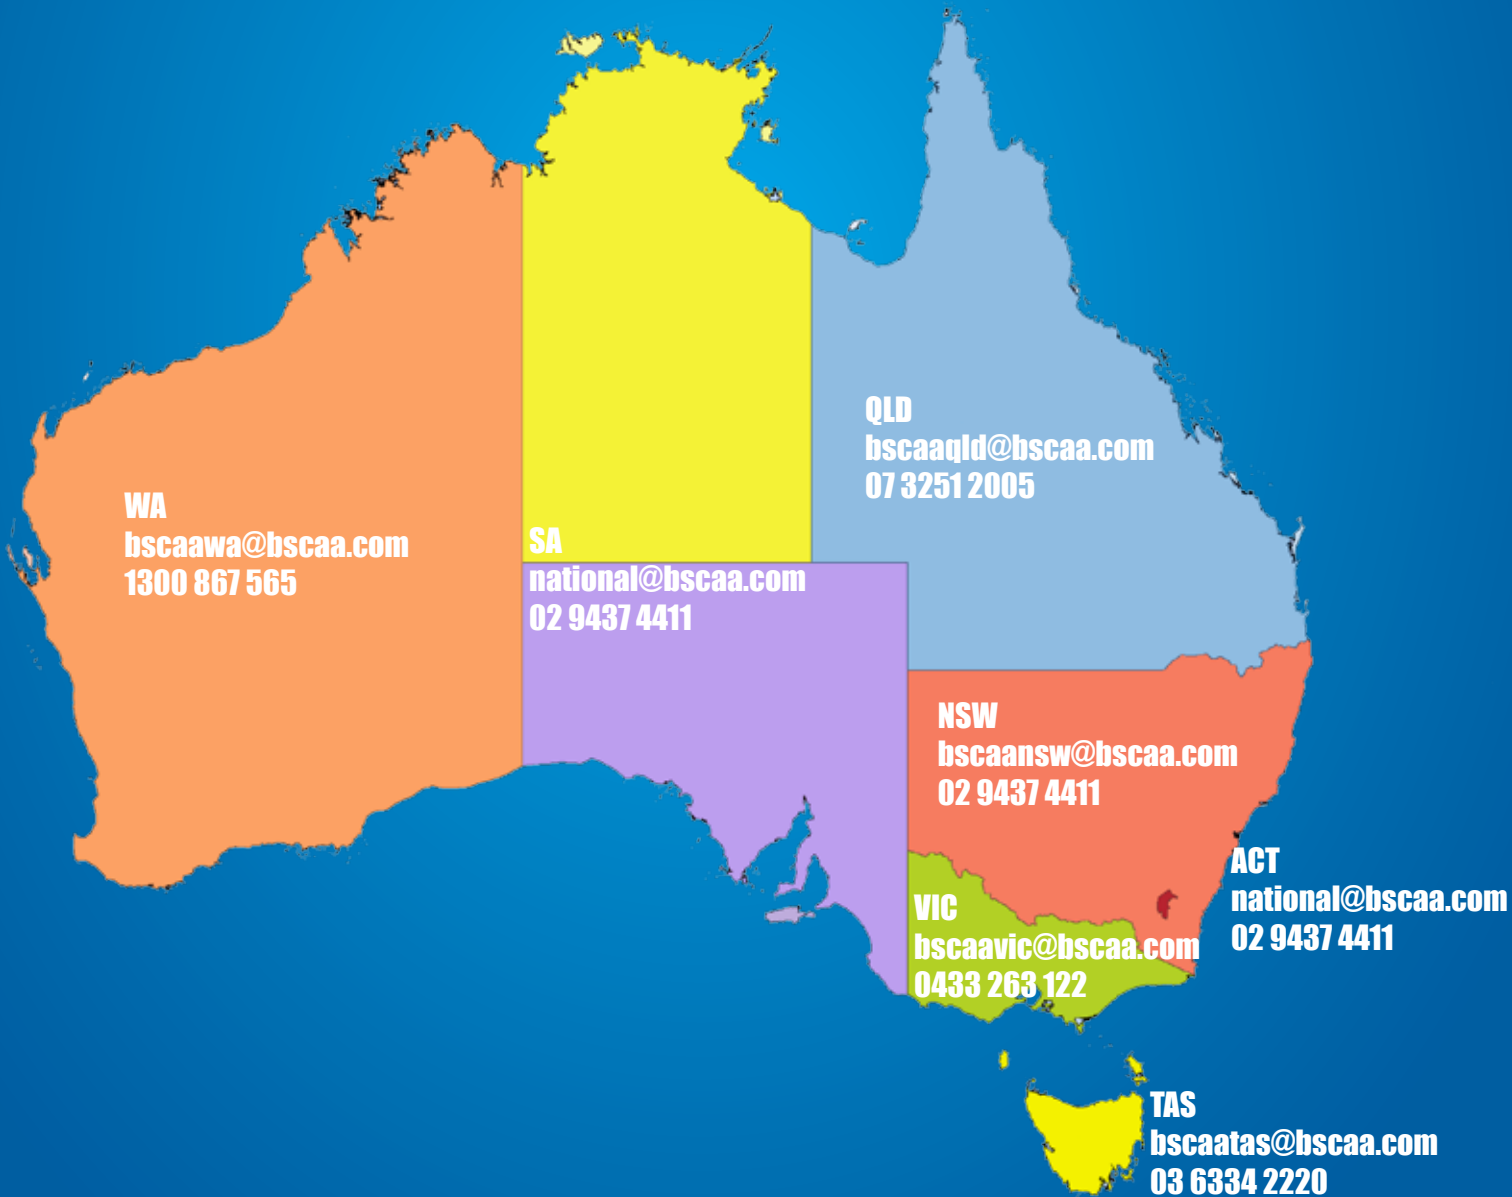 QLD
bscaaqld@bscaa.com
07 3251 2005
WA
bscaawa@bscaa.com
1300 867 565
SA
national@bscaa.com
02 9437 4411
NSW
bscaansw@bscaa.com
02 9437 4411
ACT
national@bscaa.com
02 9437 4411
VIC
bscaavic@bscaa.com
0433 263 122
TAS
bscaatas@bscaa.com
03 6334 2220